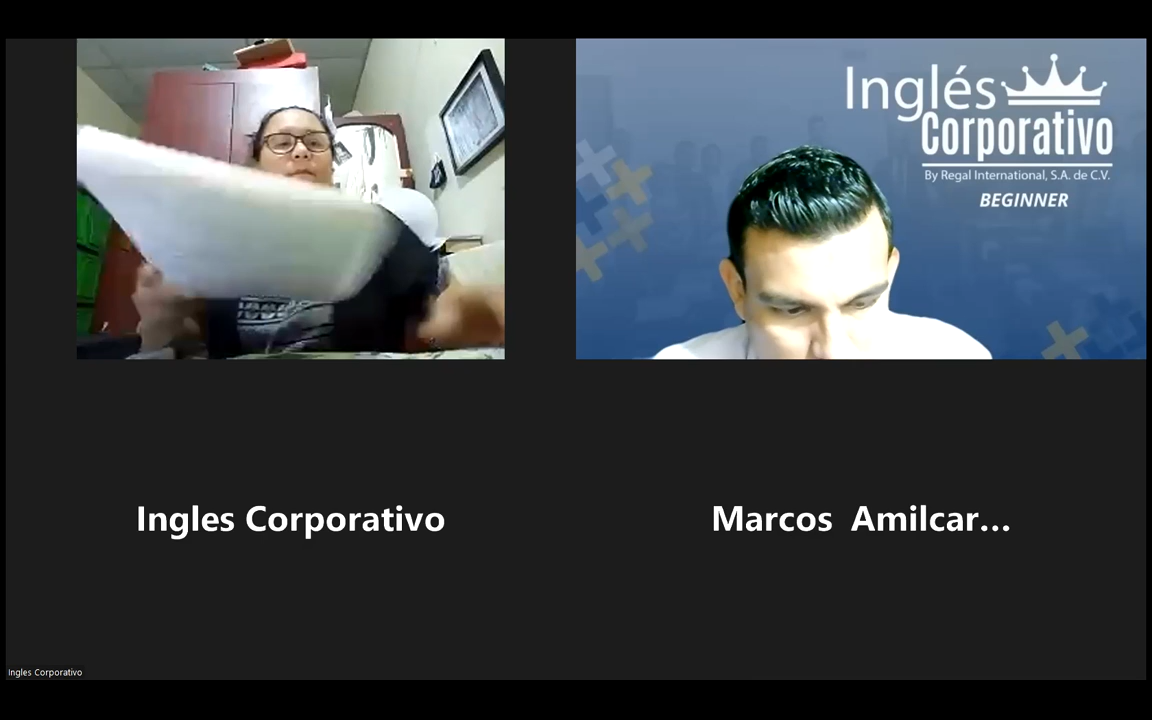 Inglés
Corporativo
By Regal International, S.A. de C.V.
BEGINNER
Ingles Corporativo
Marcos Amilcar...
Ingles Corporativo